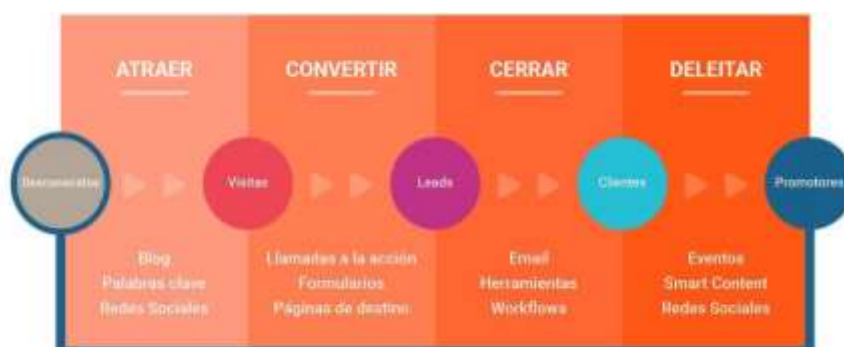 ATRAER
CONVERTIR
CERRAR
DELEITAR
Desconocidos
Visitas
Leads
Clientes
Promotores
Blog
Palabras clave
Redes Sociales
Llamadas a la acción
Formularios
Páginas de destino
Email
Herramientas
Workflows
Eventos
Smart Content
Redes Sociales